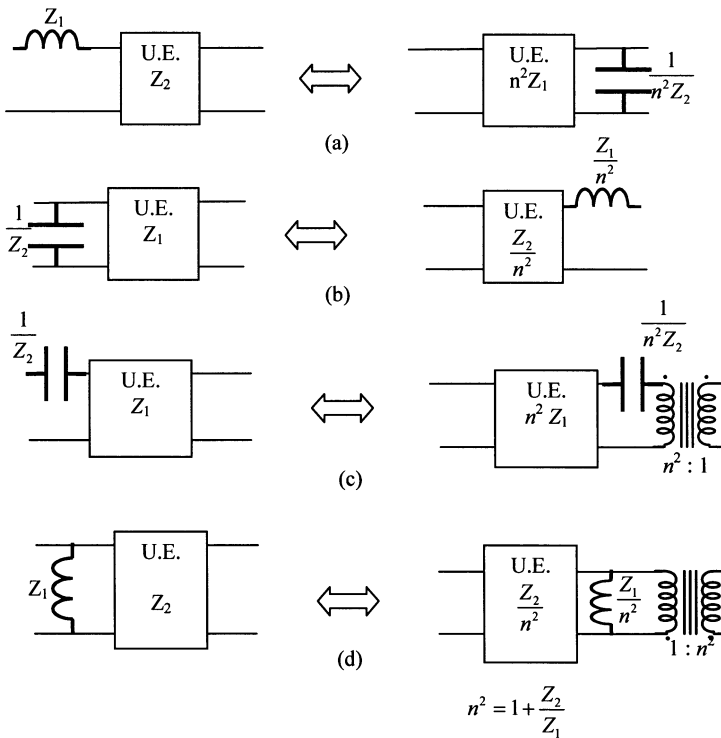 Z₁
U.E.
Z₂
U.E.
n²Z₁
1/(n²Z₂)
(a)
1/Z₂
U.E.
Z₁
U.E.
Z₂/n²
Z₁/n²
(b)
1/Z₂
U.E.
Z₁
U.E.
n² Z₁
1/(n²Z₂)
n² : 1
(c)
Z₁
U.E.
Z₂
U.E.
Z₂/n²
Z₁/n²
1 : n²
(d)
n² = 1 + Z₂/Z₁